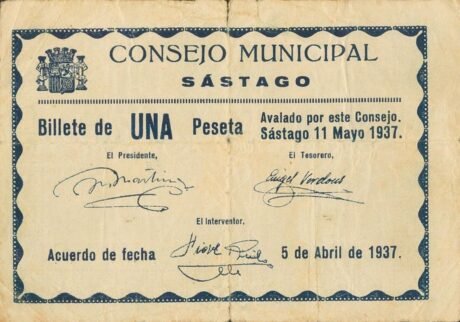 CONSEJO MUNICIPAL
SÁSTAGO
Billete de UNA Peseta
Avalado por este Consejo.
Sástago 11 Mayo 1937.
El Presidente,
El Tesorero,
El Interventor,
Acuerdo de fecha
5 de Abril de 1937.